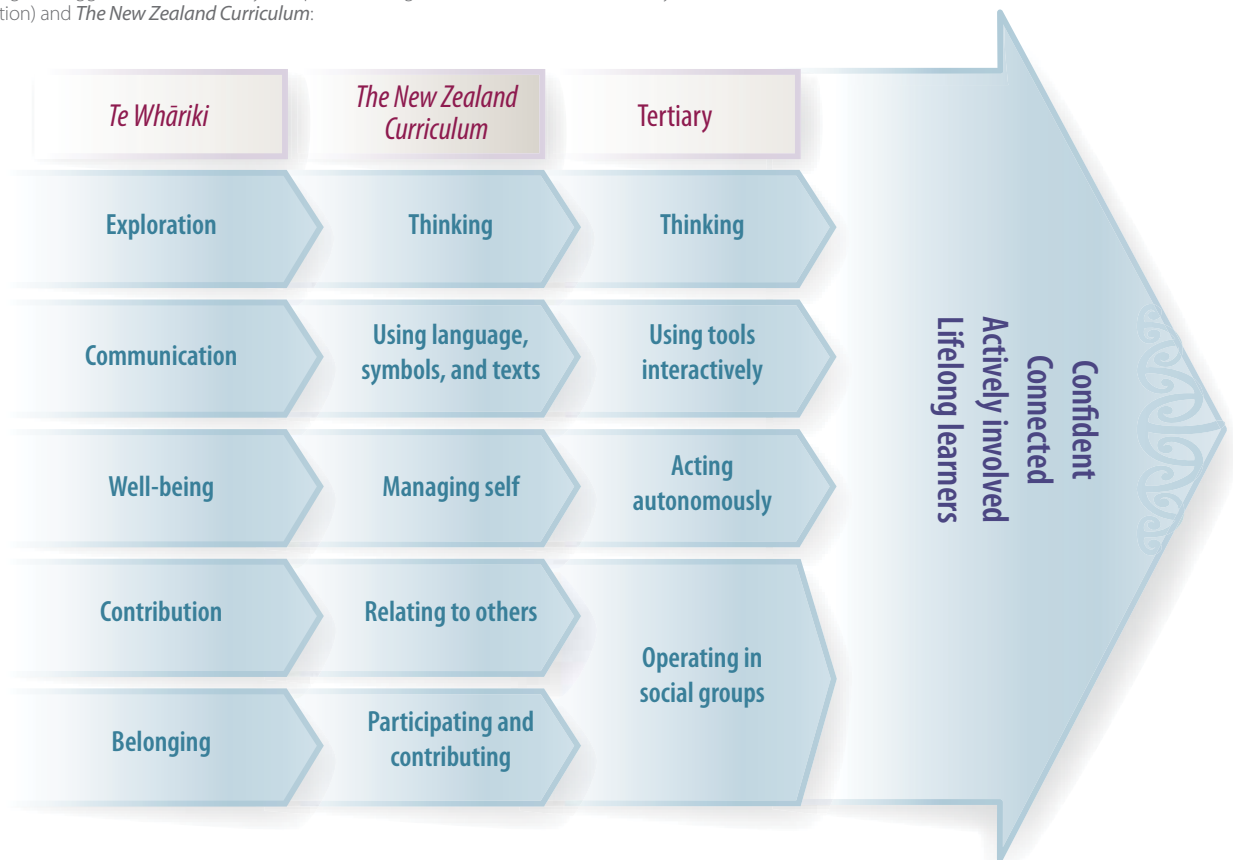 tion) and The New Zealand Curriculum:
Te Whāriki
The New Zealand
Curriculum
Tertiary
Exploration
Thinking
Thinking
Communication
Using language,
symbols, and texts
Using tools
interactively
Well-being
Managing self
Acting
autonomously
Contribution
Relating to others
Operating in
social groups
Belonging
Participating and
contributing
Confident
Connected
Actively involved
Lifelong learners